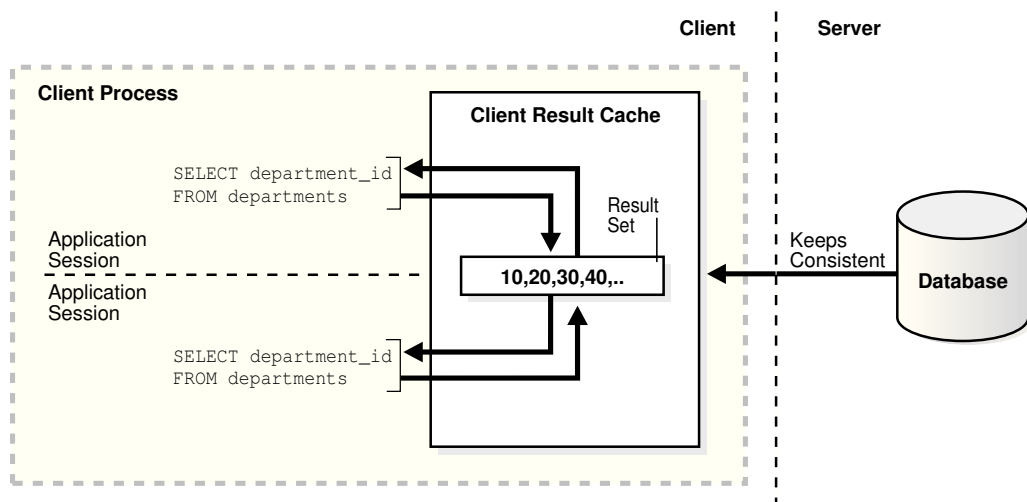 Client
Server
Client Process
Client Result Cache
SELECT department_id
FROM departments
Result
Set
Application
Session
Keeps
Consistent
10,20,30,40,..
Database
Application
Session
SELECT department_id
FROM departments